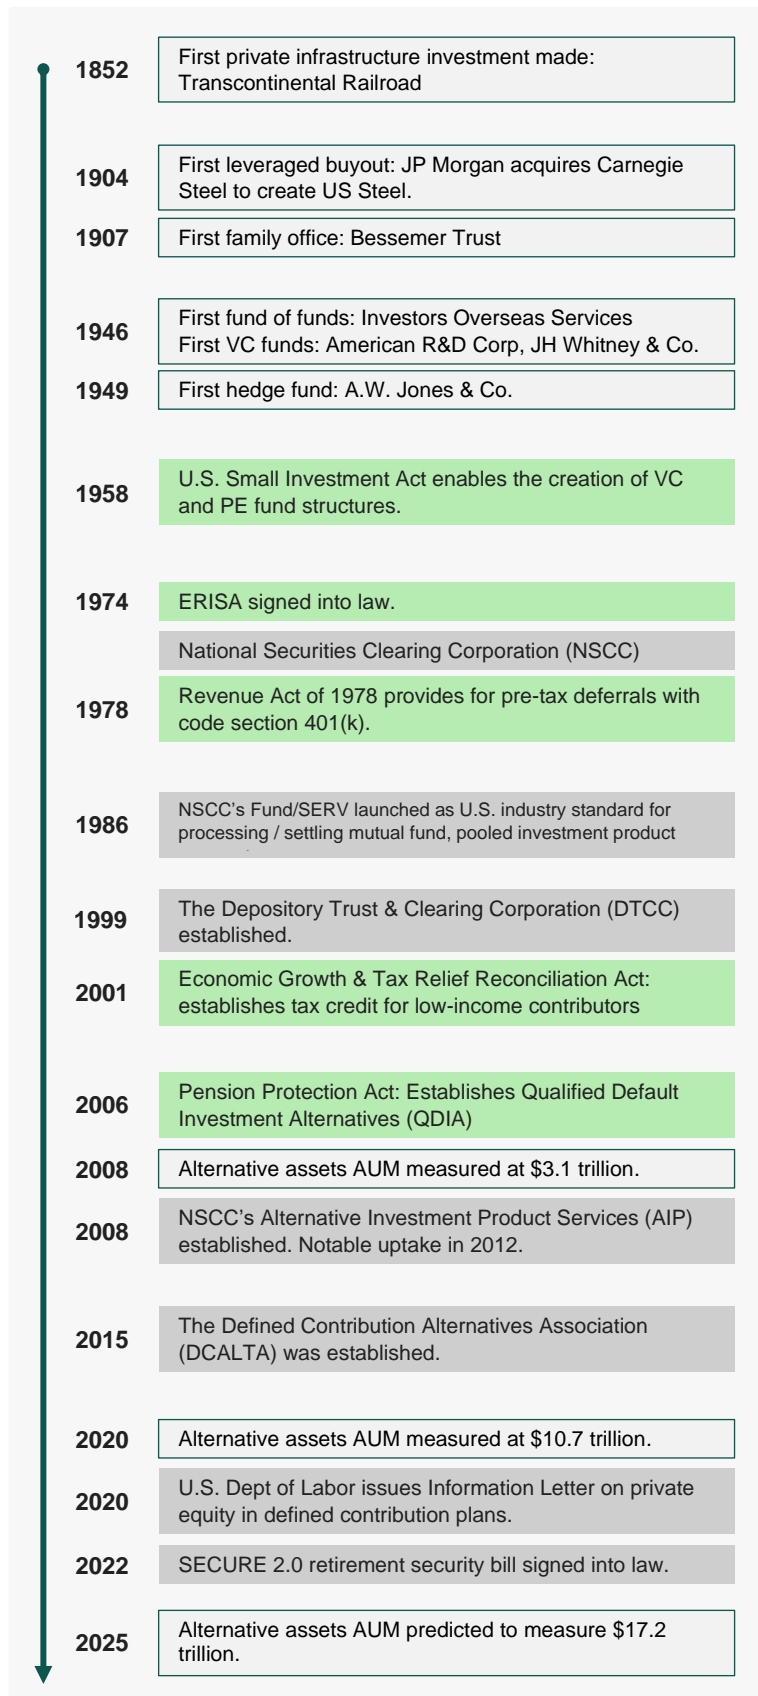 1852
First private infrastructure investment made:
Transcontinental Railroad
1904
First leveraged buyout: JP Morgan acquires Carnegie
Steel to create US Steel.
1907
First family office: Bessemer Trust
1946
First fund of funds: Investors Overseas Services
First VC funds: American R&D Corp, JH Whitney & Co.
1949
First hedge fund: A.W. Jones & Co.
1958
U.S. Small Investment Act enables the creation of VC
and PE fund structures.
1974
ERISA signed into law.
National Securities Clearing Corporation (NSCC)
1978
Revenue Act of 1978 provides for pre-tax deferrals with
code section 401(k).
1986
NSCC's Fund/SERV launched as U.S. industry standard for
processing / settling mutual fund, pooled investment product
1999
The Depository Trust & Clearing Corporation (DTCC)
established.
2001
Economic Growth & Tax Relief Reconciliation Act:
establishes tax credit for low-income contributors
2006
Pension Protection Act: Establishes Qualified Default
Investment Alternatives (QDIA)
2008
Alternative assets AUM measured at $3.1 trillion.
2008
NSCC's Alternative Investment Product Services (AIP)
established. Notable uptake in 2012.
2015
The Defined Contribution Alternatives Association
(DCALTA) was established.
2020
Alternative assets AUM measured at $10.7 trillion.
2020
U.S. Dept of Labor issues Information Letter on private
equity in defined contribution plans.
2022
SECURE 2.0 retirement security bill signed into law.
2025
Alternative assets AUM predicted to measure $17.2
trillion.